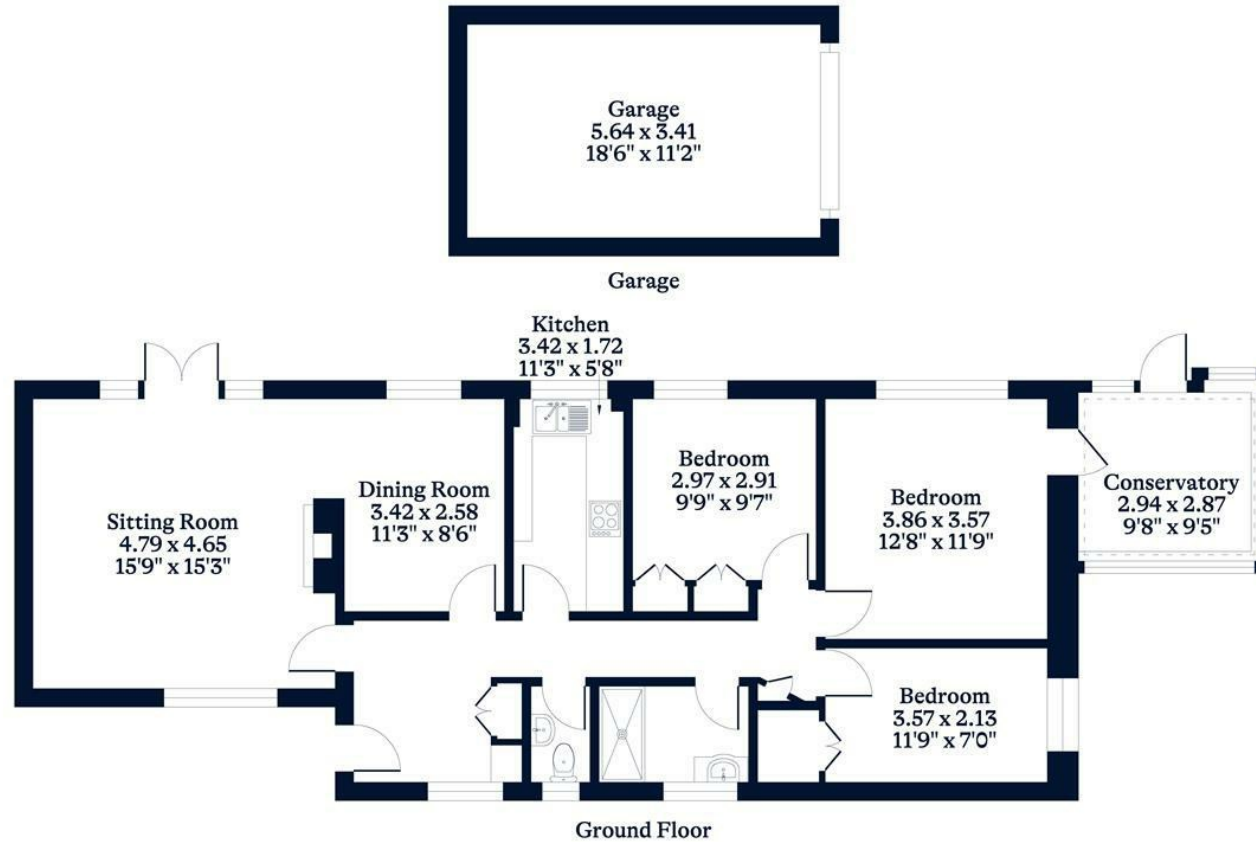 Garage
5.64 x 3.41
18'6" x 11'2"
Garage
Kitchen
3.42 x 1.72
11'3" x 5'8"
Sitting Room
4.79 x 4.65
15'9" x 15'3"
Dining Room
3.42 x 2.58
11'3" x 8'6"
Bedroom
2.97 x 2.91
9'9" x 9'7"
Bedroom
3.86 x 3.57
12'8" x 11'9"
Conservatory
2.94 x 2.87
9'8" x 9'5"
Bedroom
3.57 x 2.13
11'9" x 7'0"
Ground Floor